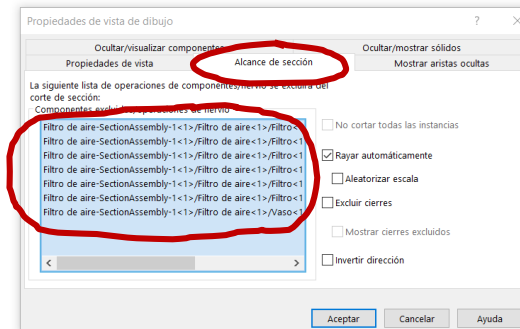 Propiedades de vista de dibujo
Ocultar/visualizar componentes
Ocultar/mostrar sólidos
Propiedades de vista
Alcance de sección
Mostrar aristas ocultas
La siguiente lista de operaciones de componentes/nervio se excluirá del
corte de sección:
Componentes excluidos/operaciones de nervio
Filtro de aire-SectionAssembly-1<1>/Filtro de aire<1>/Filtro<1
Filtro de aire-SectionAssembly-1<1>/Filtro de aire<1>/Filtro<1
Filtro de aire-SectionAssembly-1<1>/Filtro de aire<1>/Filtro<1
Filtro de aire-SectionAssembly-1<1>/Filtro de aire<1>/Filtro<1
Filtro de aire-SectionAssembly-1<1>/Filtro de aire<1>/Filtro<1
Filtro de aire-SectionAssembly-1<1>/Filtro de aire<1>/Filtro<1
Filtro de aire-SectionAssembly-1<1>/Filtro de aire<1>/Vaso<1
No cortar todas las instancias
Rayar automáticamente
Aleatorizar escala
Excluir cierres
Mostrar cierres excluidos
Invertir dirección
Aceptar
Cancelar
Ayuda